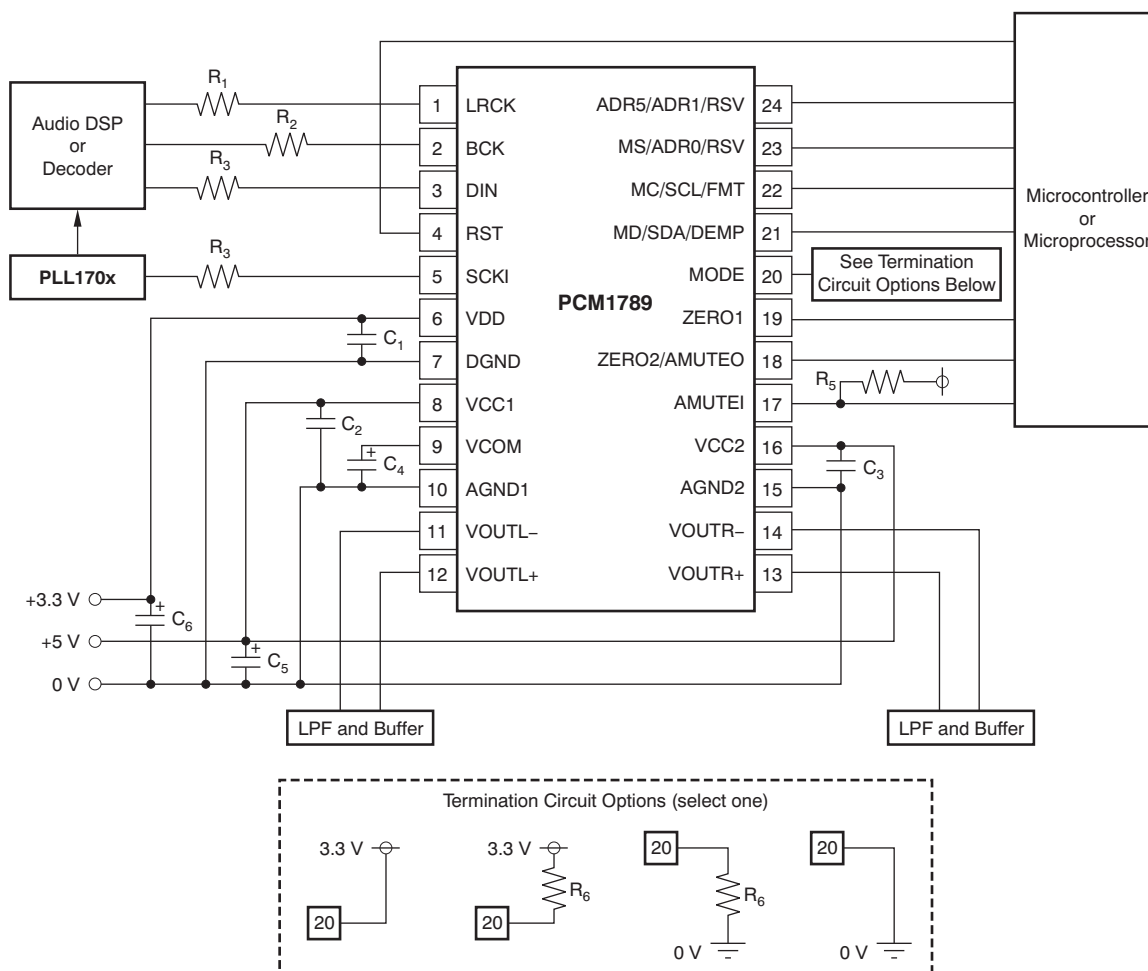 Audio DSP
or
Decoder
PLL170x
R1
R2
R3
R3
1 LRCK
2 BCK
3 DIN
4 RST
5 SCKI
6 VDD
7 DGND
8 VCC1
9 VCOM
10 AGND1
11 VOUTL−
12 VOUTL+
PCM1789
ADR5/ADR1/RSV 24
MS/ADR0/RSV 23
MC/SCL/FMT 22
MD/SDA/DEMP 21
MODE 20
ZERO1 19
ZERO2/AMUTEO 18
AMUTEI 17
VCC2 16
AGND2 15
VOUTR− 14
VOUTR+ 13
Microcontroller
or
Microprocessor
See Termination
Circuit Options Below
R5
C1
C2
+
C4
C3
+3.3 V
+
C6
+5 V
+
C5
0 V
LPF and Buffer
LPF and Buffer
Termination Circuit Options (select one)
3.3 V
20
3.3 V
R6
20
20
R6
0 V
20
0 V